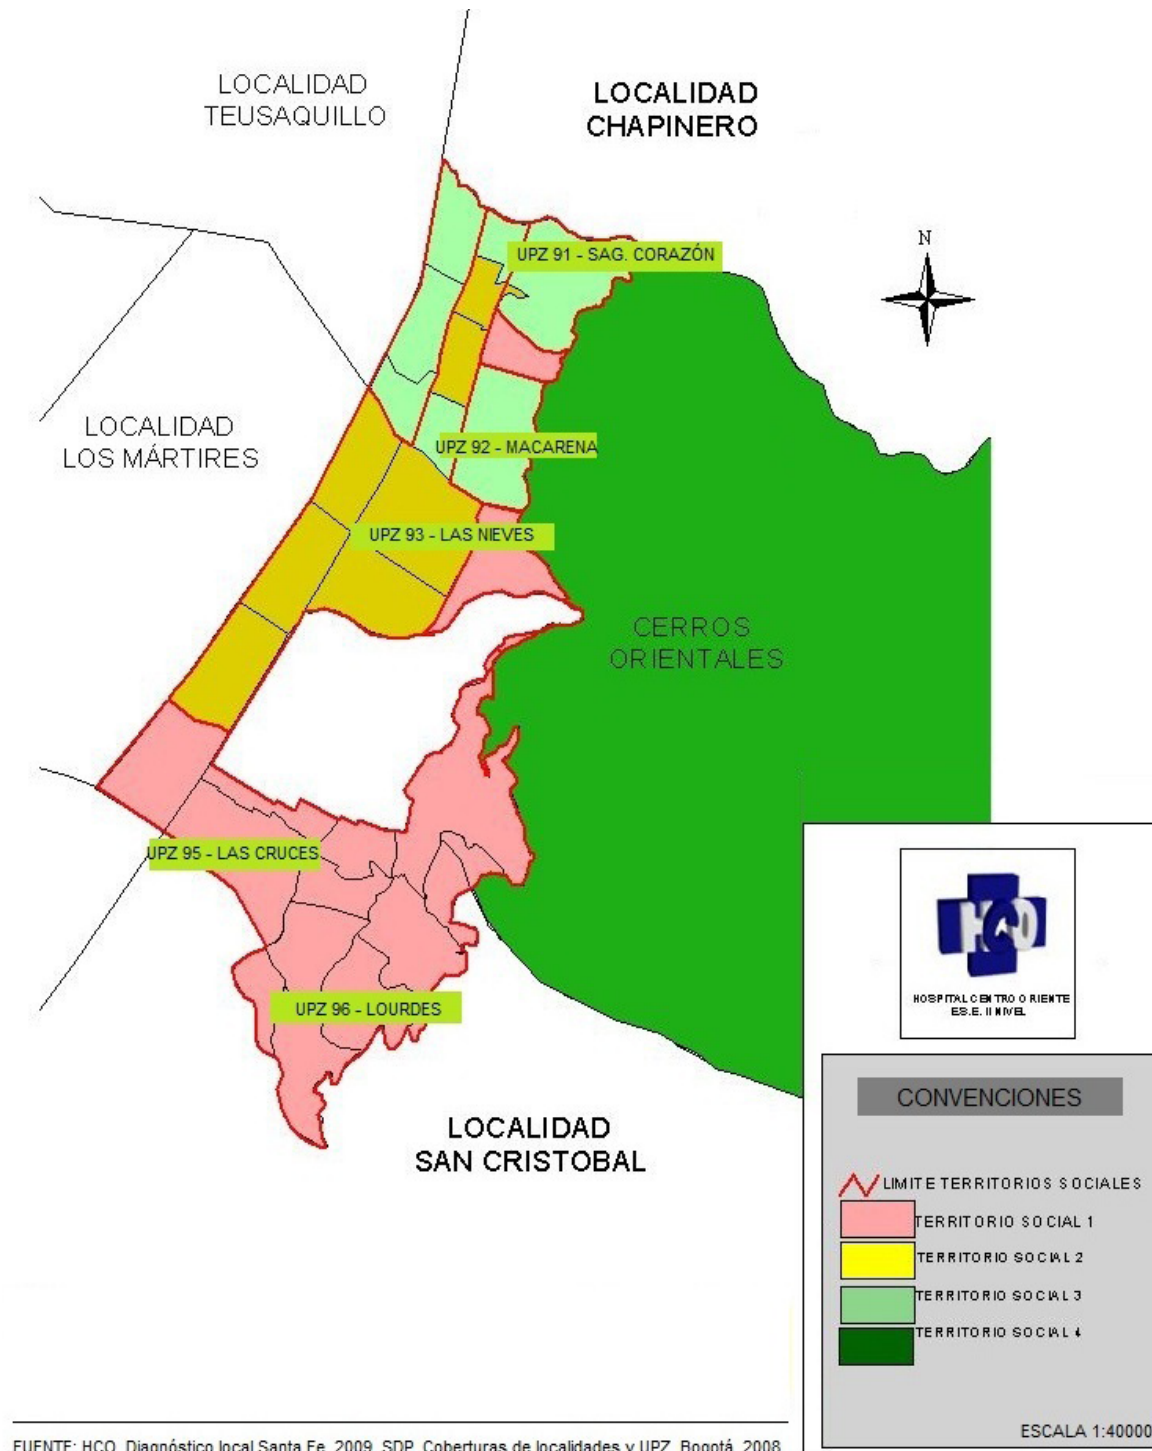 LOCALIDAD
TEUSAQUILLO
LOCALIDAD
CHAPINERO
N
UPZ 91 - SAG. CORAZÓN
LOCALIDAD
LOS MÁRTIRES
UPZ 92 - MACARENA
UPZ 93 - LAS NIEVES
CERROS
ORIENTALES
UPZ 95 - LAS CRUCES
UPZ 96 - LOURDES
LOCALIDAD
SAN CRISTOBAL
HCO
HOSPITAL CENTRO ORIENTE
E.S.E. II NIVEL
CONVENCIONES
LIMITE TERRITORIOS SOCIALES
TERRITORIO SOCIAL 1
TERRITORIO SOCIAL 2
TERRITORIO SOCIAL 3
TERRITORIO SOCIAL 4
ESCALA 1:40000
FUENTE: HCO, Diagnóstico local Santa Fe, 2009, SDP, Coberturas de localidades y UPZ, Bogotá, 2008